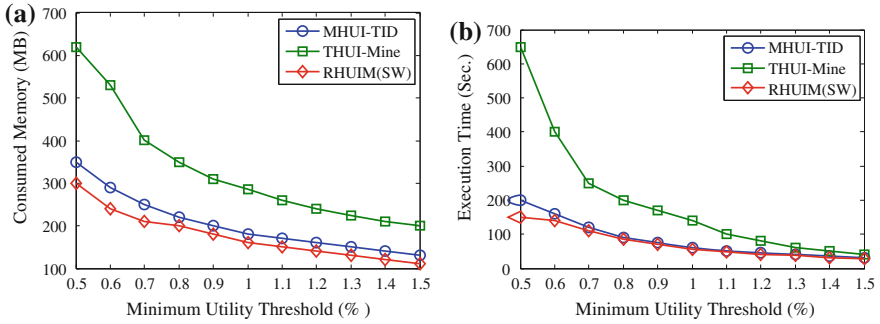 (a)
700
600
500
400
300
200
100
Consumed Memory (MB)
MHUI-TID
THUI-Mine
RHUIM(SW)
0.5 0.6 0.7 0.8 0.9 1 1.1 1.2 1.3 1.4 1.5
Minimum Utility Threshold (% )
(b)
700
600
500
400
300
200
100
0
Execution Time (Sec.)
MHUI-TID
THUI-Mine
RHUIM(SW)
0.5 0.6 0.7 0.8 0.9 1 1.1 1.2 1.3 1.4 1.5
Minimum Utility Threshold (%)